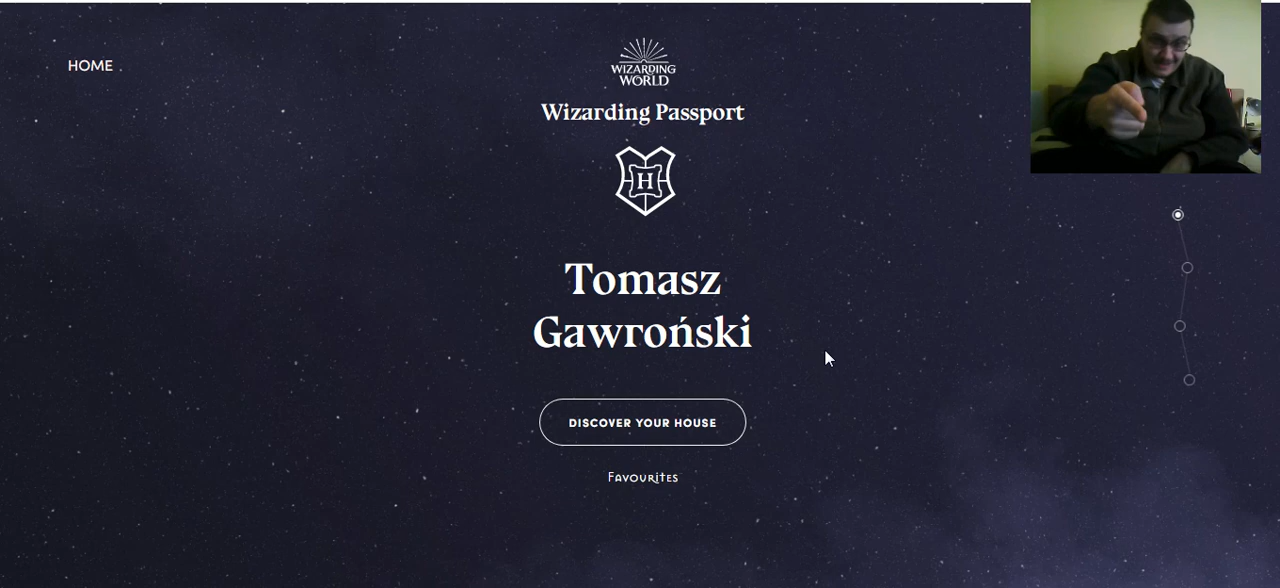 HOME
WIZARDING
WORLD
Wizarding Passport
H
Tomasz
Gawroński
DISCOVER YOUR HOUSE
Favourites